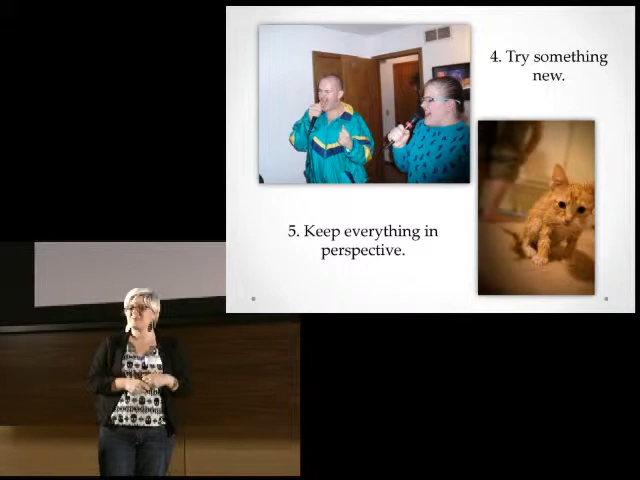 4. Try something
new.
5. Keep everything in
perspective.